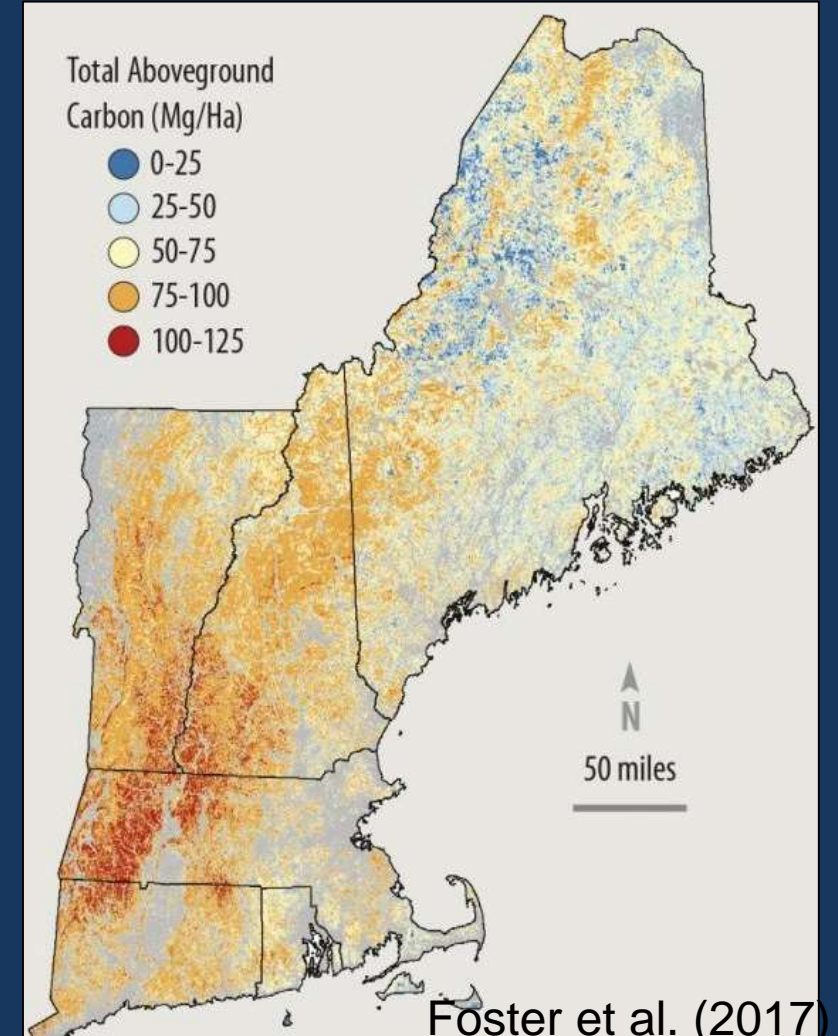 Total Aboveground
Carbon (Mg/Ha)
0-25
25-50
50-75
75-100
100-125
N
50 miles
Foster et al. (2017)